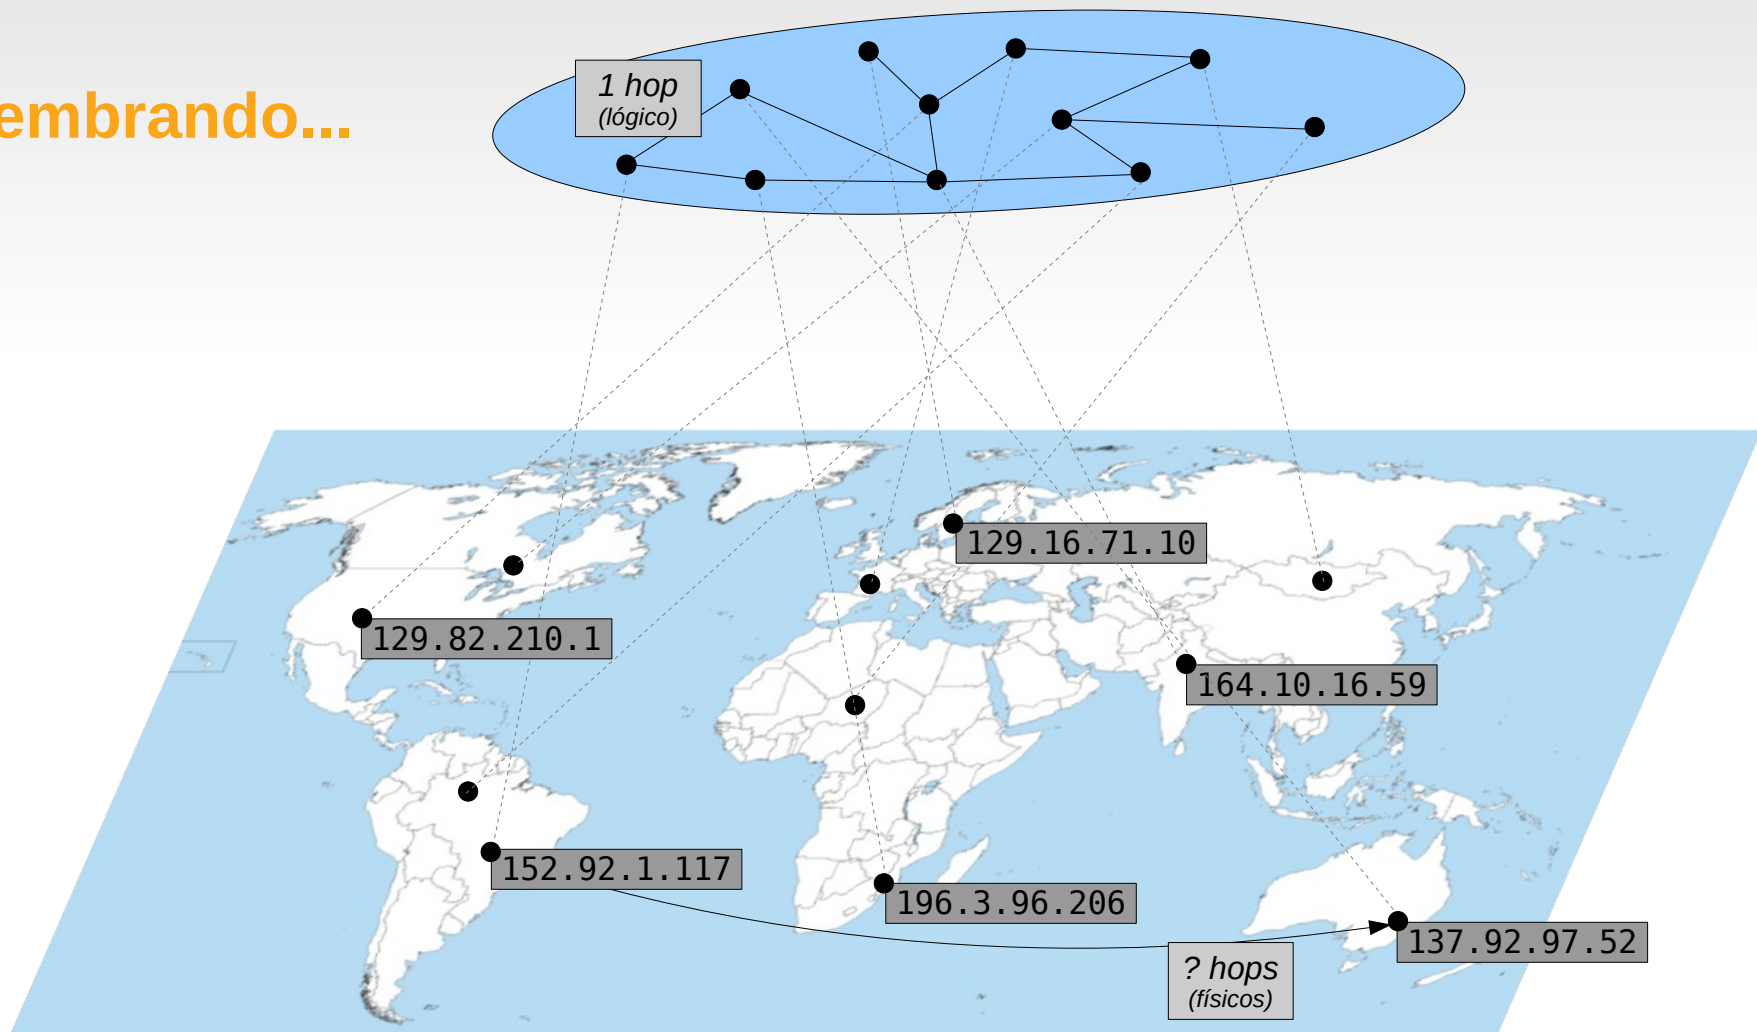 embrando...
1 hop
(lógico)
129.16.71.10
129.82.210.1
164.10.16.59
152.92.1.117
196.3.96.206
137.92.97.52
? hops
(físicos)